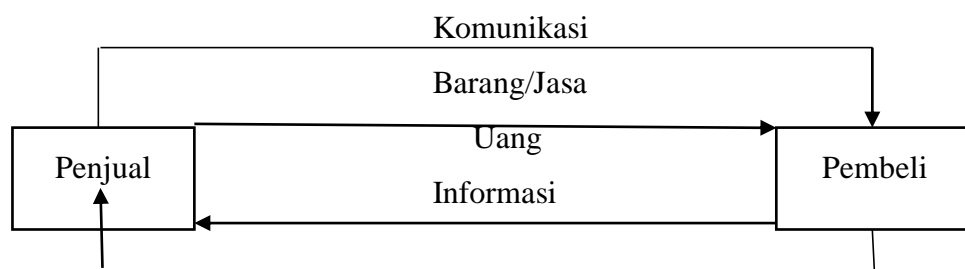 Komunikasi
Barang/Jasa
Uang
Penjual
Pembeli
Informasi